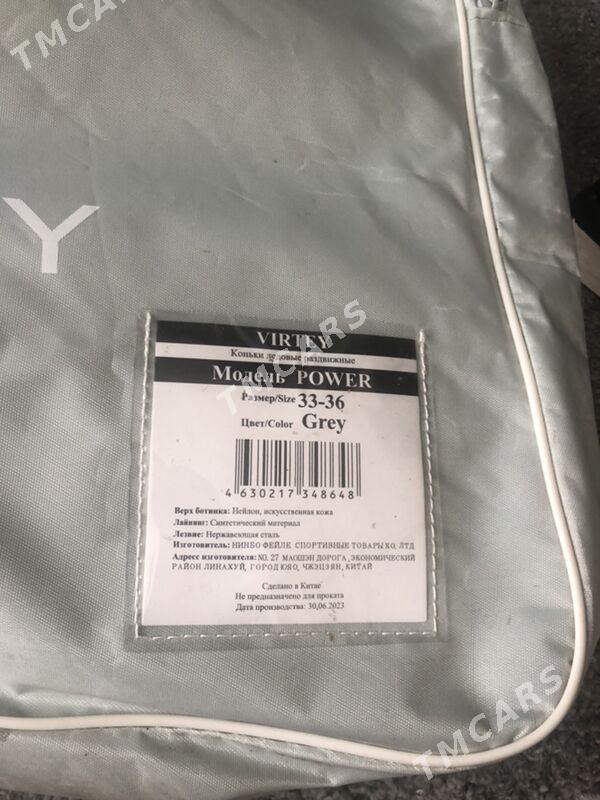 TMCARS
Y
VIRTEY
Коньки ледовые раздвижные
Модель POWER
TMCARS
Размер/Size 33-36
Цвет/Color Grey
4 630217 348648
Верх ботинка: Нейлон, искусственная кожа
Лайнинг: Синтетический материал
Лезвие: Нержавеющая сталь
Изготовитель: НИНБО ФЕЙЛЕ СПОРТИВНЫЕ ТОВАРЫ КО, ЛТД
Адрес изготовителя: NO. 27 МАОШЭН ДОРОГА, ЭКОНОМИЧЕСКИЙ
РАЙОН ЛИНАХУЙ, ГОРОД ЮЯО, ЧЖЭЦЗЯН, КИТАЙ
Сделано в Китае
Не предназначено для проката
Дата производства: 30,06.2023
TMCARS